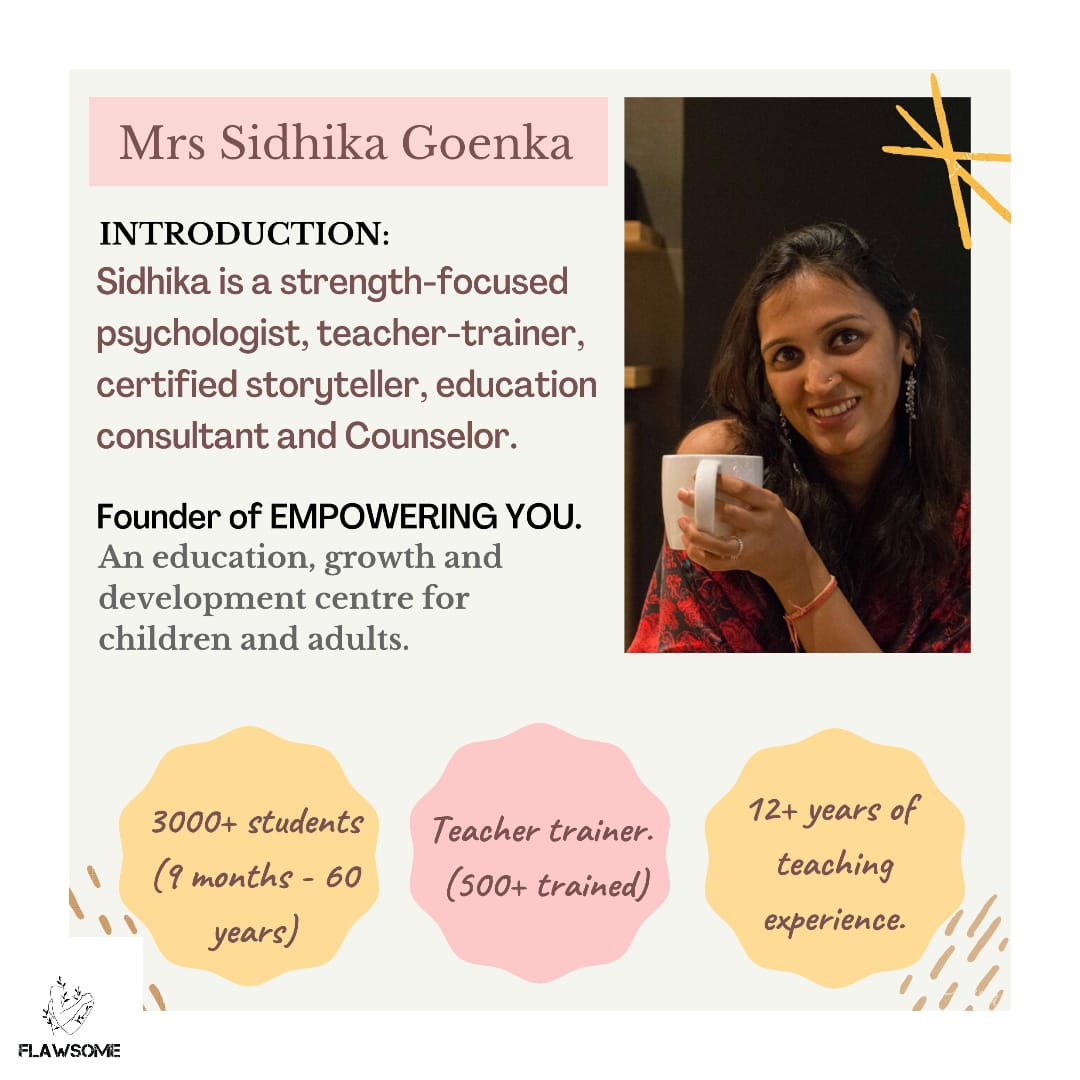 Mrs Sidhika Goenka
INTRODUCTION:
Sidhika is a strength-focused
psychologist, teacher-trainer,
certified storyteller, education
consultant and Counselor.
Founder of EMPOWERING YOU.
An education, growth and
development centre for
children and adults.
3000+ students
(9 months - 60
years)
Teacher trainer.
(500+ trained)
12+ years of
teaching
experience.
FLAWSOME